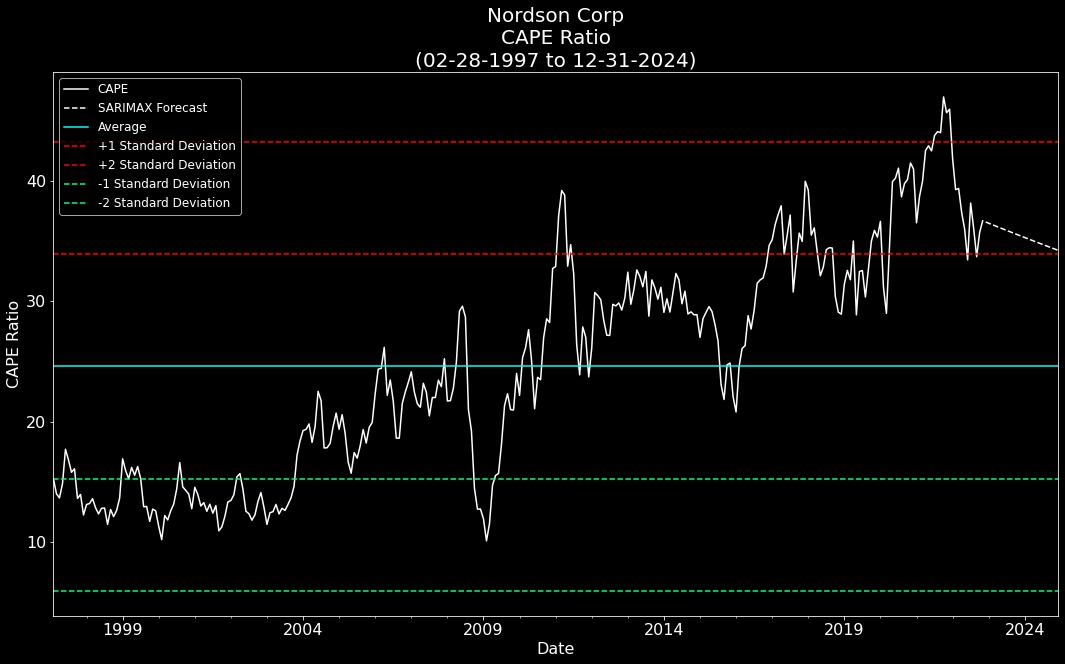 Nordson Corp
CAPE Ratio
(02-28-1997 to 12-31-2024)
CAPE
SARIMAX Forecast
Average
+1 Standard Deviation
+2 Standard Deviation
-1 Standard Deviation
-2 Standard Deviation
CAPE Ratio
40
30
20
10
1999 2004 2009 2014 2019 2024
Date